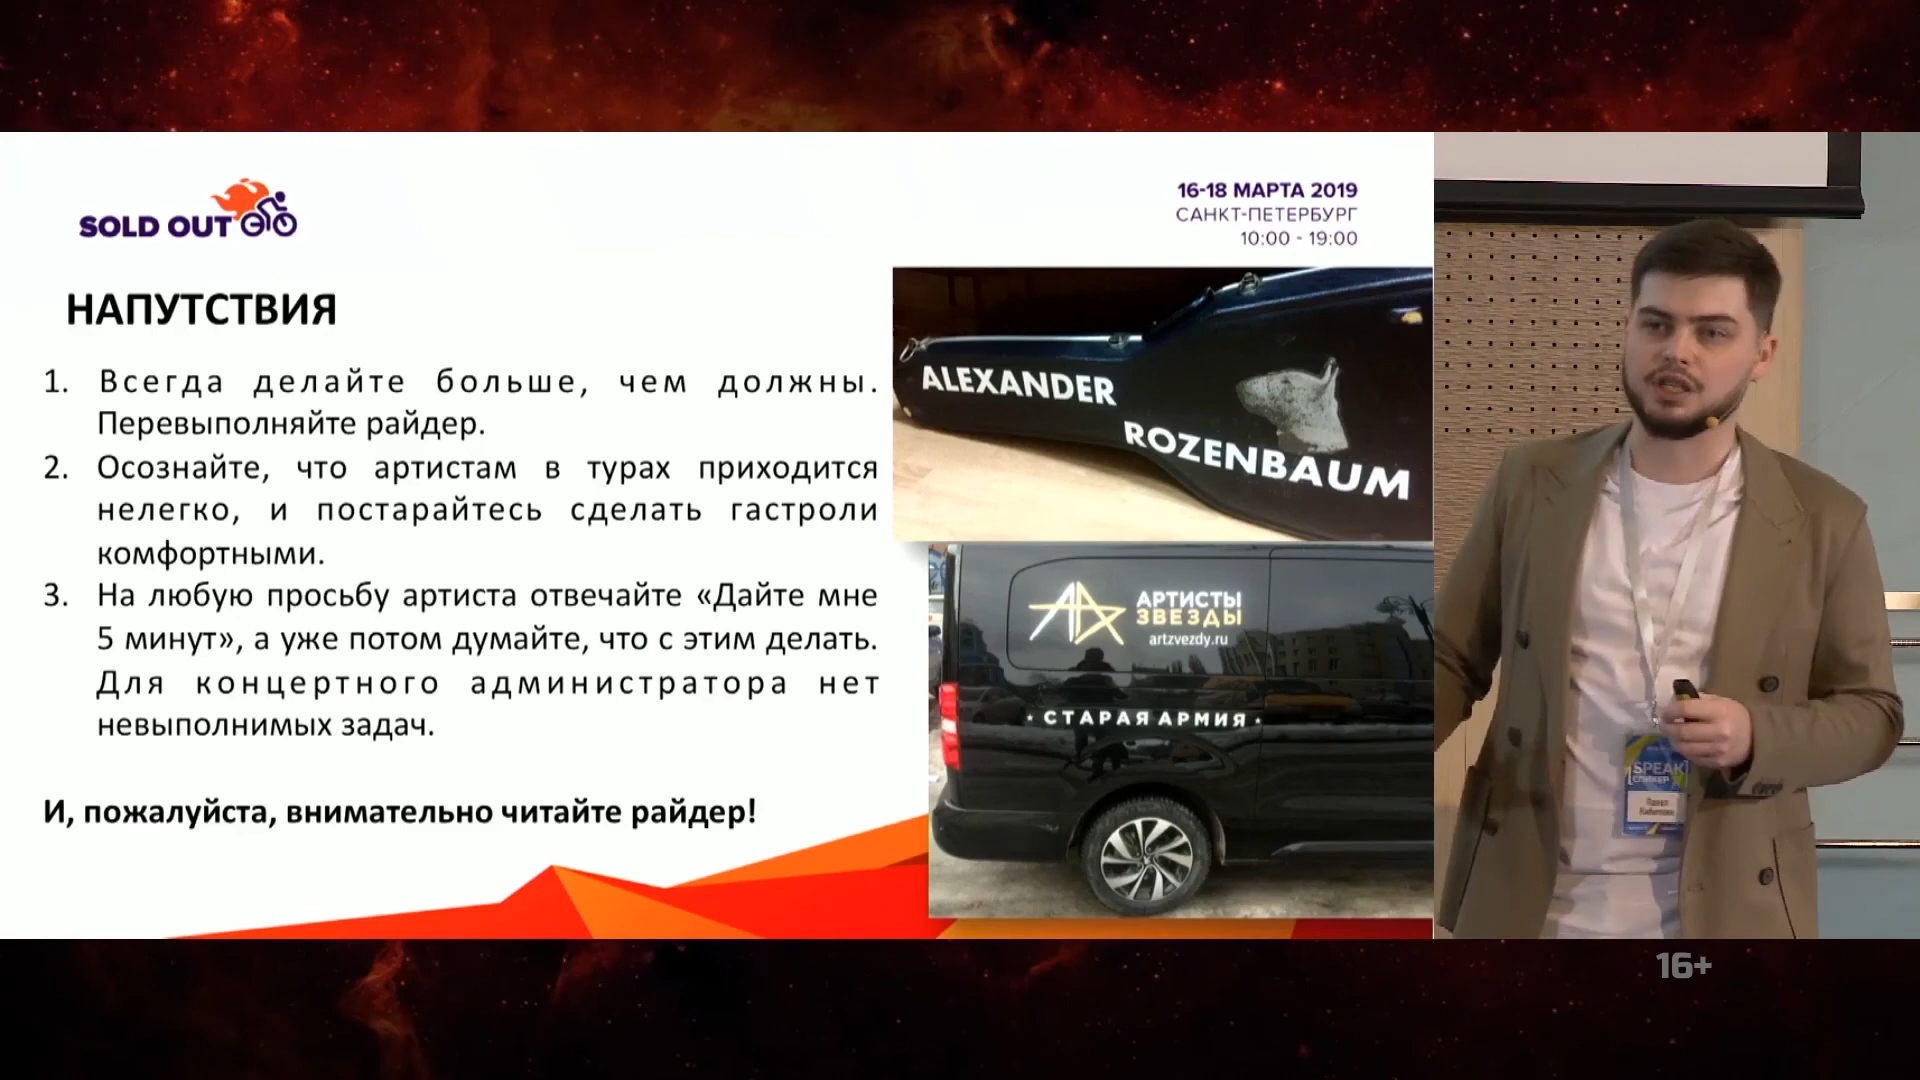 SOLD OUT
16-18 МАРТА 2019
САНКТ-ПЕТЕРБУРГ
10:00 - 19:00
НАПУТСТВИЯ
1. Всегда делайте больше, чем должны.
Перевыполняйте райдер.
2. Осознайте, что артистам в турах приходится
нелегко, и постарайтесь сделать гастроли
комфортными.
3. На любую просьбу артиста отвечайте «Дайте мне
5 минут», а уже потом думайте, что с этим делать.
Для концертного администратора нет
невыполнимых задач.
И, пожалуйста, внимательно читайте райдер!
ALEXANDER
ROZENBAUM
АРТИСТЫ
ЗВЕЗДЫ
artzvezdy.ru
СТАРАЯ АРМИЯ
SPEAK
СПИКЕР
Павел
16+